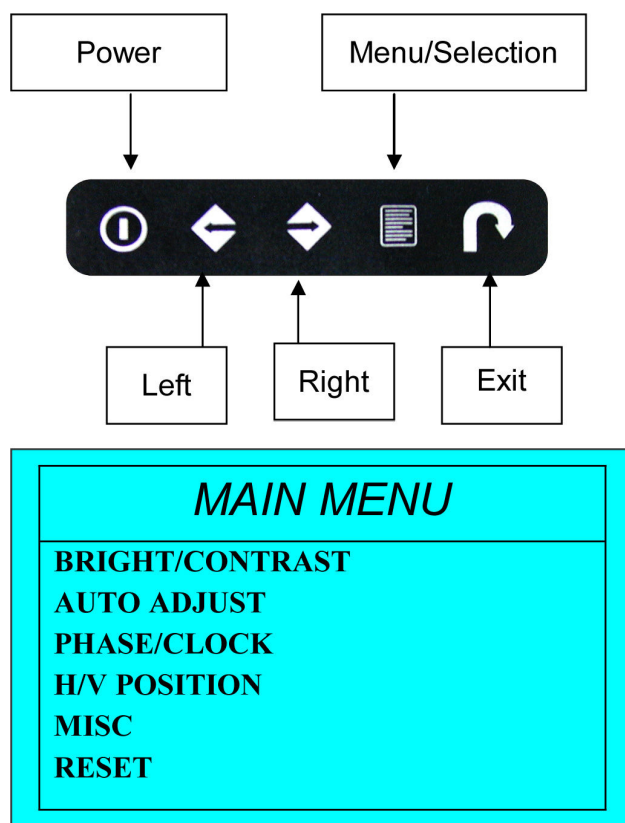 Power
Menu/Selection
Left
Right
Exit
MAIN MENU
BRIGHT/CONTRAST
AUTO ADJUST
PHASE/CLOCK
H/V POSITION
MISC
RESET